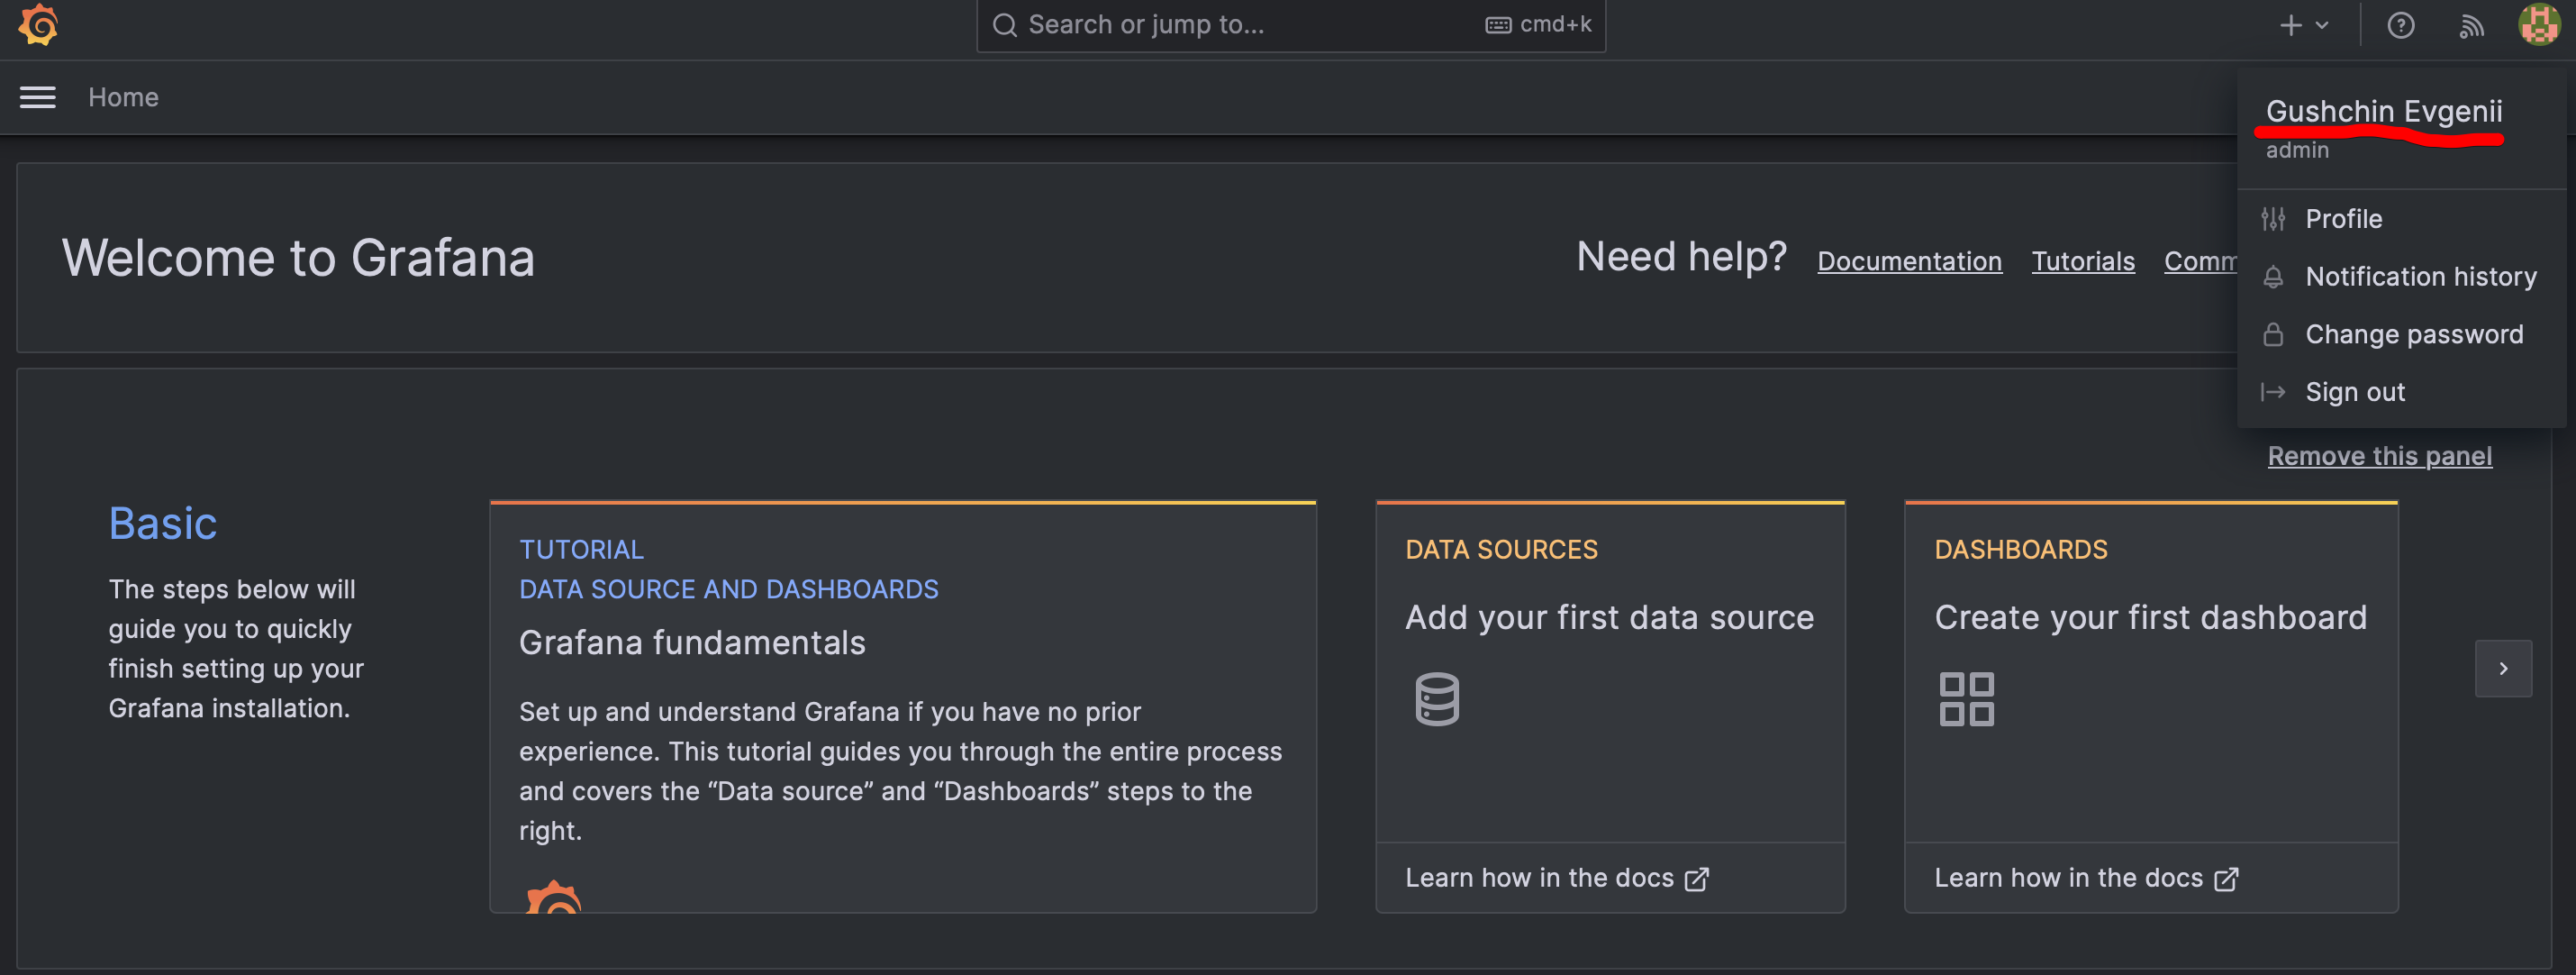 Search or jump to... cmd+k
Home
Gushchin Evgenii
admin
Profile
Notification history
Change password
Sign out
Welcome to Grafana
Need help? Documentation Tutorials Comm
Remove this panel
Basic
The steps below will
guide you to quickly
finish setting up your
Grafana installation.
TUTORIAL
DATA SOURCE AND DASHBOARDS
Grafana fundamentals
Set up and understand Grafana if you have no prior
experience. This tutorial guides you through the entire process
and covers the “Data source” and “Dashboards” steps to the
right.
DATA SOURCES
Add your first data source
Learn how in the docs
DASHBOARDS
Create your first dashboard
Learn how in the docs